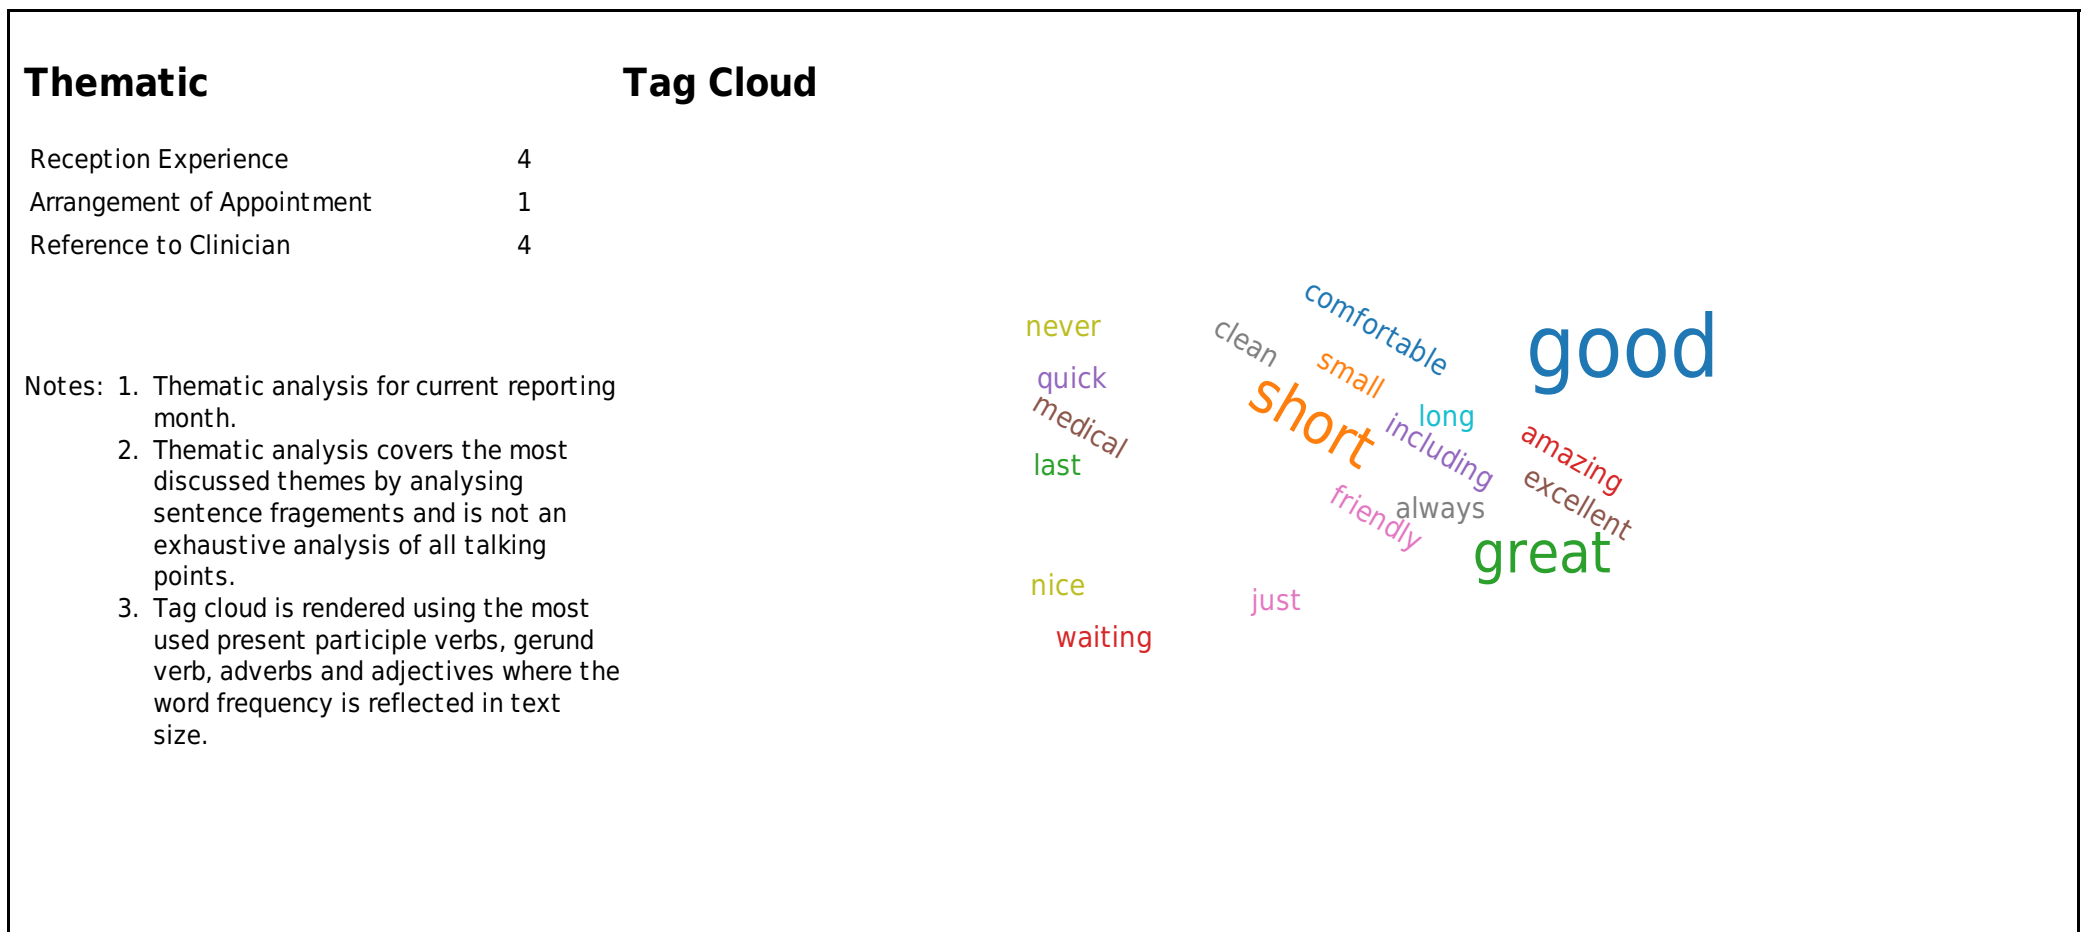 Thematic
Reception Experience 4
Arrangement of Appointment 1
Reference to Clinician 4
Notes: 1. Thematic analysis for current reporting
month.
2. Thematic analysis covers the most
discussed themes by analysing
sentence fragements and is not an
exhaustive analysis of all talking
points.
3. Tag cloud is rendered using the most
used present participle verbs, gerund
verb, adverbs and adjectives where the
word frequency is reflected in text
size.
Tag Cloud
comfortable
never
clean
good
small
quick
short
medical
long
including
amazing
last
excellent
friendly
always
great
nice
just
waiting